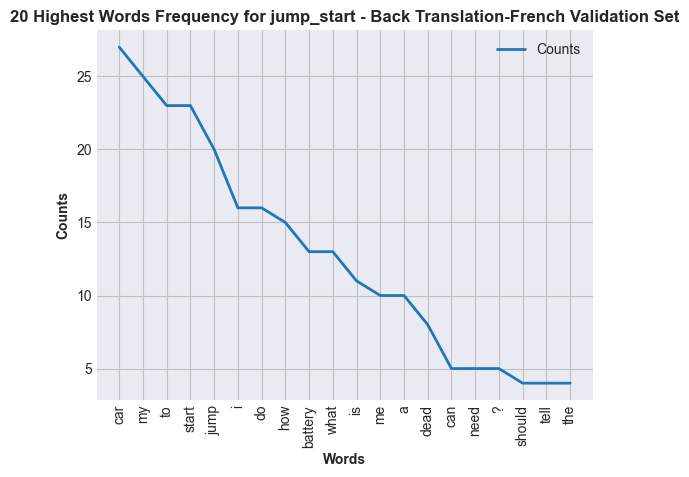 20 Highest Words Frequency for jump_start - Back Translation-French Validation Set
Counts
25
20
15
10
5
Counts
car
my
to
start
jump
i
do
how
battery
what
is
me
a
dead
can
need
?
should
tell
the
Words